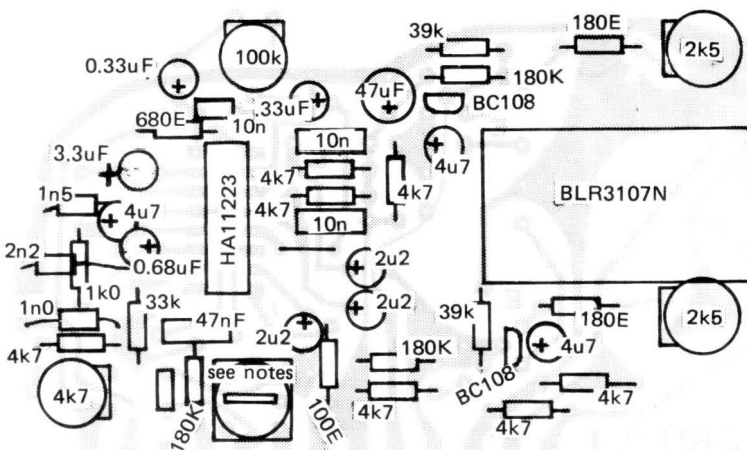 180E
39k
100k
2k5
0.33uF
180K
47uF
.33uF
BC108
680E
10n
10n
3.3uF
4u7
4k7
4k7
1n5
HA11223
BLR3107N
4u7
4k7
10n
2n2
0.68uF
2u2
1k0
33k
2u2
1n0
39k
180E
2k5
47nF
2u2
4k7
180K
4u7
see notes
BC108
4k7
4k7
4k7
180K
100E
4k7